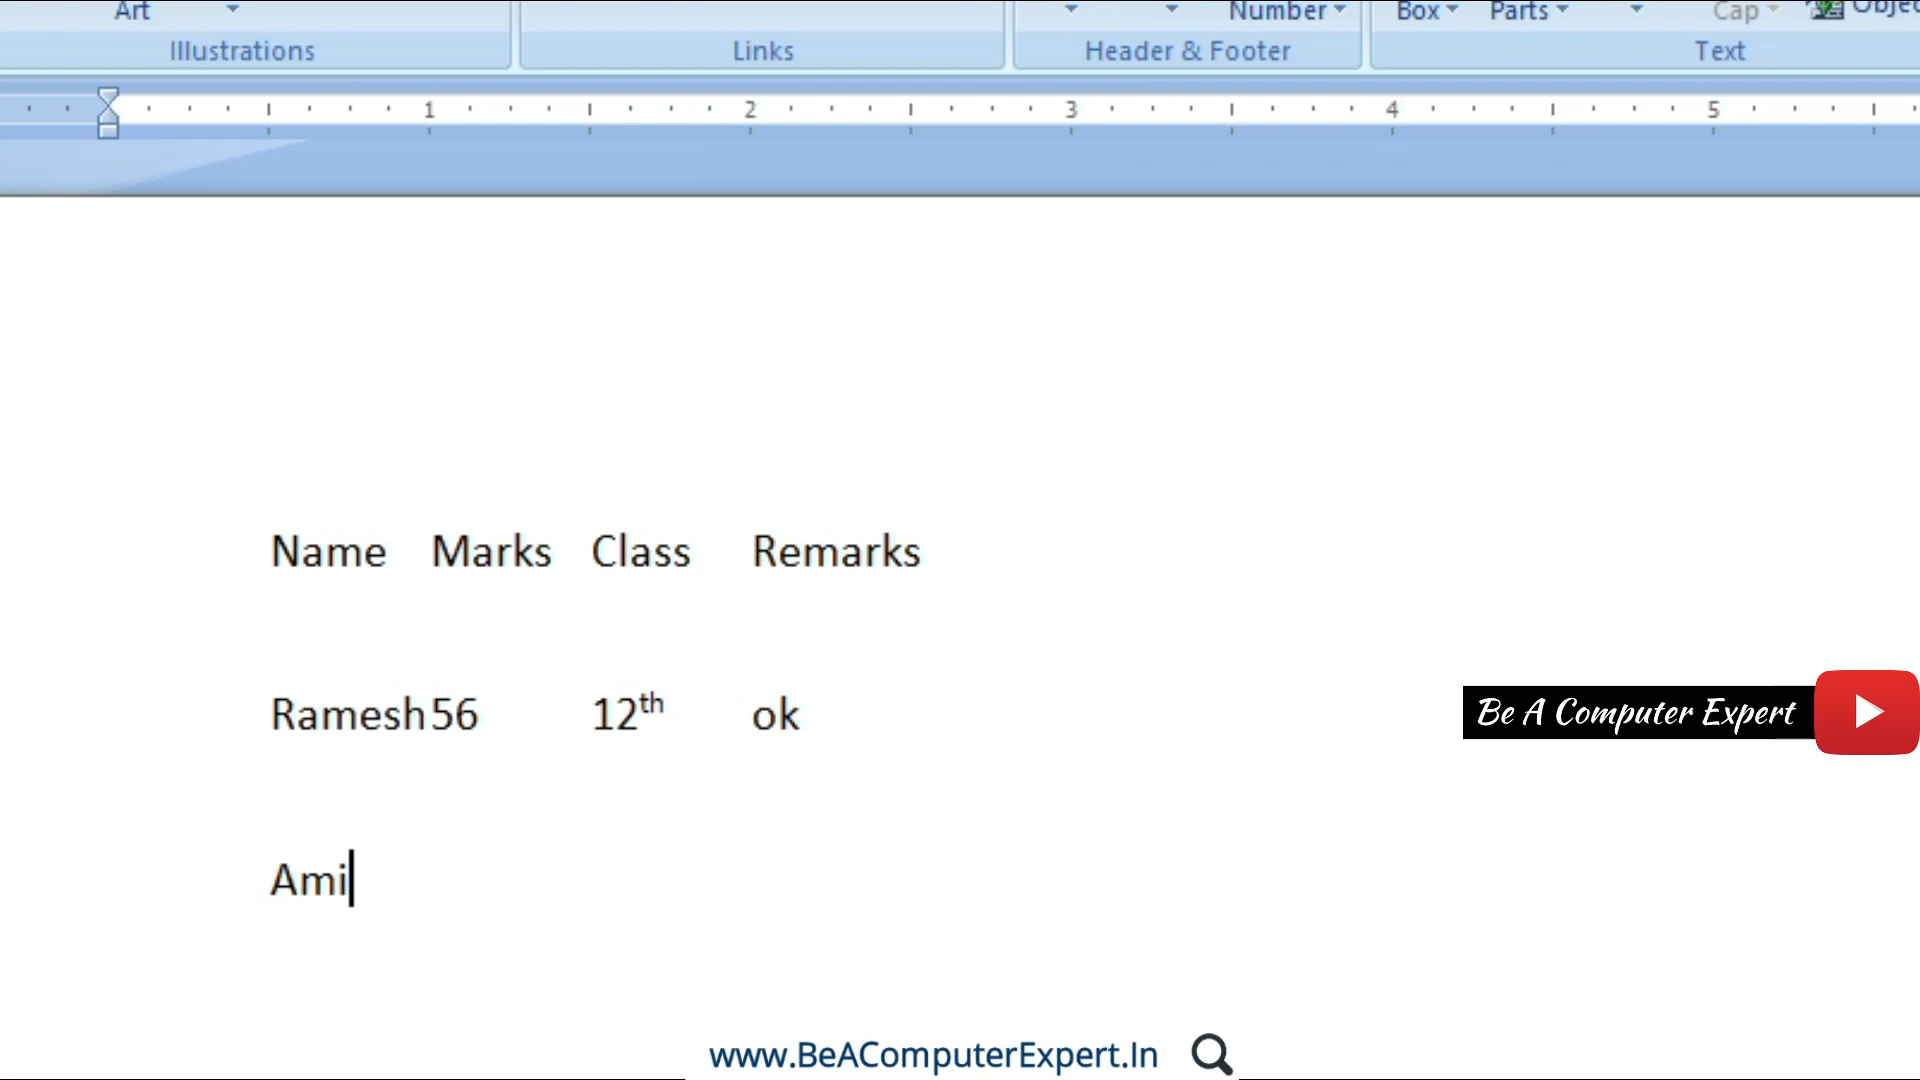 Art Number Box Parts Cap
Illustrations Links Header & Footer Text
1 2 3 4 5
Name Marks Class Remarks
Ramesh 56 12th ok
Be A Computer Expert
Ami
www.BeAComputerExpert.In